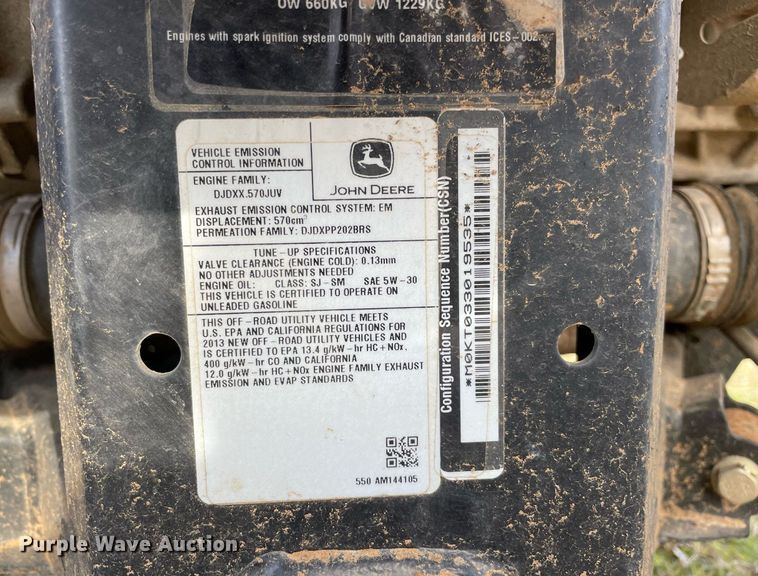 UW 660KG GVW 1229KG
Engines with spark ignition system comply with Canadian standard ICES-002.
VEHICLE EMISSION
CONTROL INFORMATION
ENGINE FAMILY:
DJDXX.570JUV
JOHN DEERE
EXHAUST EMISSION CONTROL SYSTEM: EM
DISPLACEMENT: 570cm³
PERMEATION FAMILY: DJDXPP202BRS
TUNE-UP SPECIFICATIONS
VALVE CLEARANCE (ENGINE COLD): 0.13mm
NO OTHER ADJUSTMENTS NEEDED
ENGINE OIL: CLASS: SJ-SM SAE 5W-30
THIS VEHICLE IS CERTIFIED TO OPERATE ON
UNLEADED GASOLINE
THIS OFF-ROAD UTILITY VEHICLE MEETS
U.S. EPA AND CALIFORNIA REGULATIONS FOR
2013 NEW OFF-ROAD UTILITY VEHICLES AND
IS CERTIFIED TO EPA 13.4 g/kW-hr HC+NOx,
400 g/kW-hr CO AND CALIFORNIA
12.0 g/kW-hr HC+NOx ENGINE FAMILY EXHAUST
EMISSION AND EVAP STANDARDS
550 AM144105
Configuration Sequence Number(CSN)
*M0KT033019535*
Purple Wave Auction